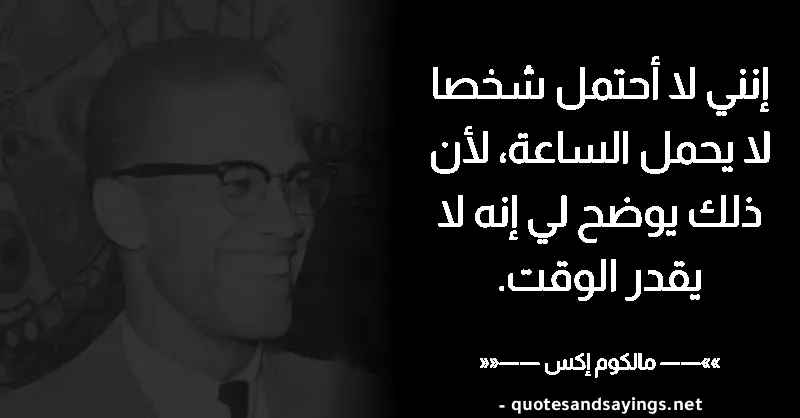 إنني لا أحتمل شخصا
لا يحمل الساعة، لأن
ذلك يوضح لي إنه لا
يقدر الوقت.
»—— مالكوم إكس ——««
- quotesandsayings.net